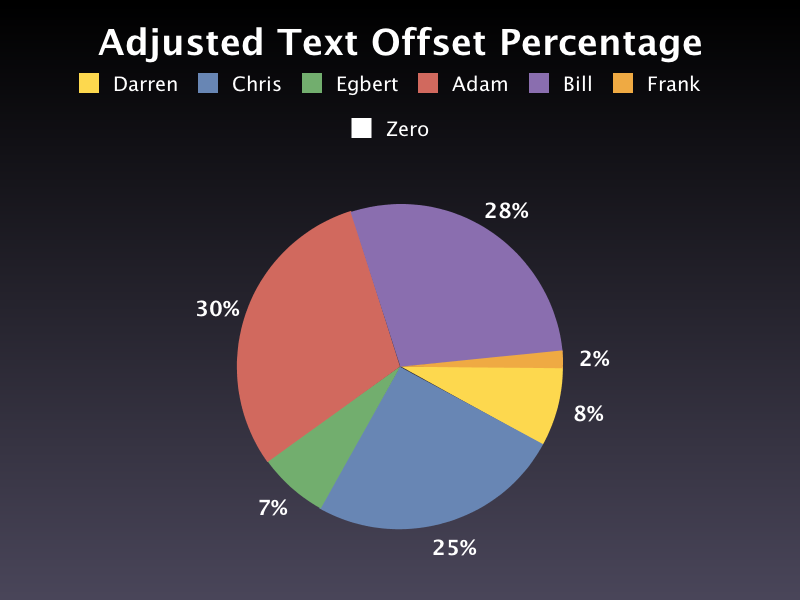 Adjusted Text Offset Percentage
Darren Chris Egbert Adam Bill Frank
Zero
28%
30%
2%
8%
7%
25%